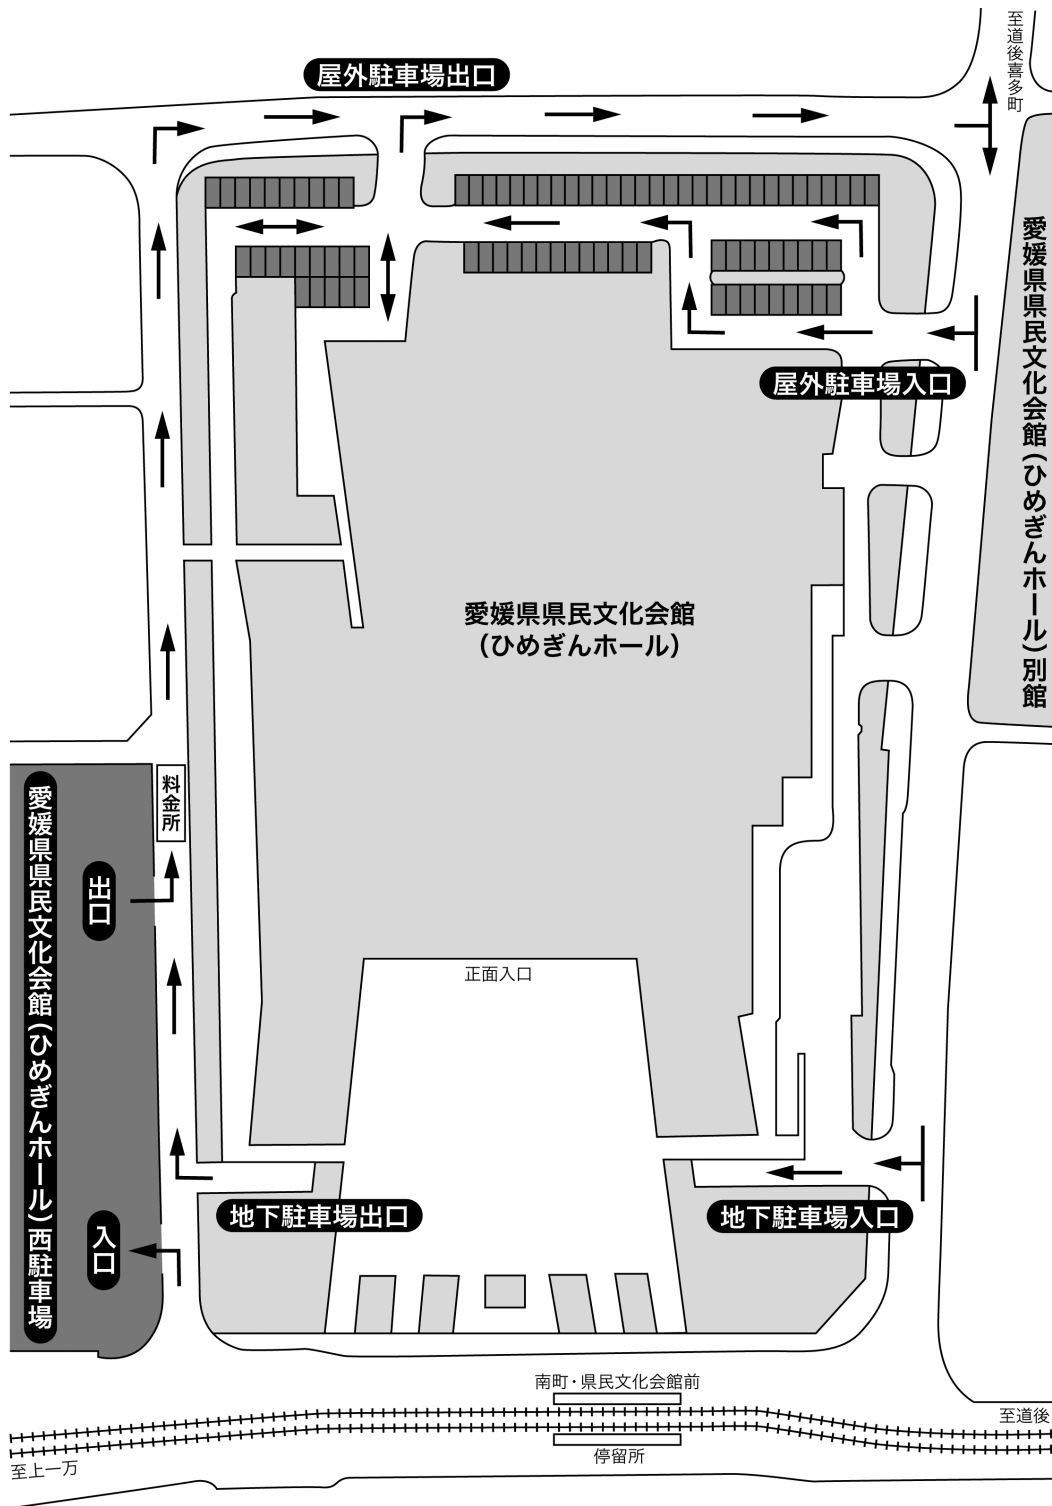 至道後喜多町
屋外駐車場出口
愛媛県県民文化会館(ひめぎんホール)別館
屋外駐車場入口
愛媛県県民文化会館
(ひめぎんホール)
料金所
愛媛県県民文化会館(ひめぎんホール)西駐車場
出口
正面入口
入口
地下駐車場出口
地下駐車場入口
南町・県民文化会館前
至道後
停留所
至上一万